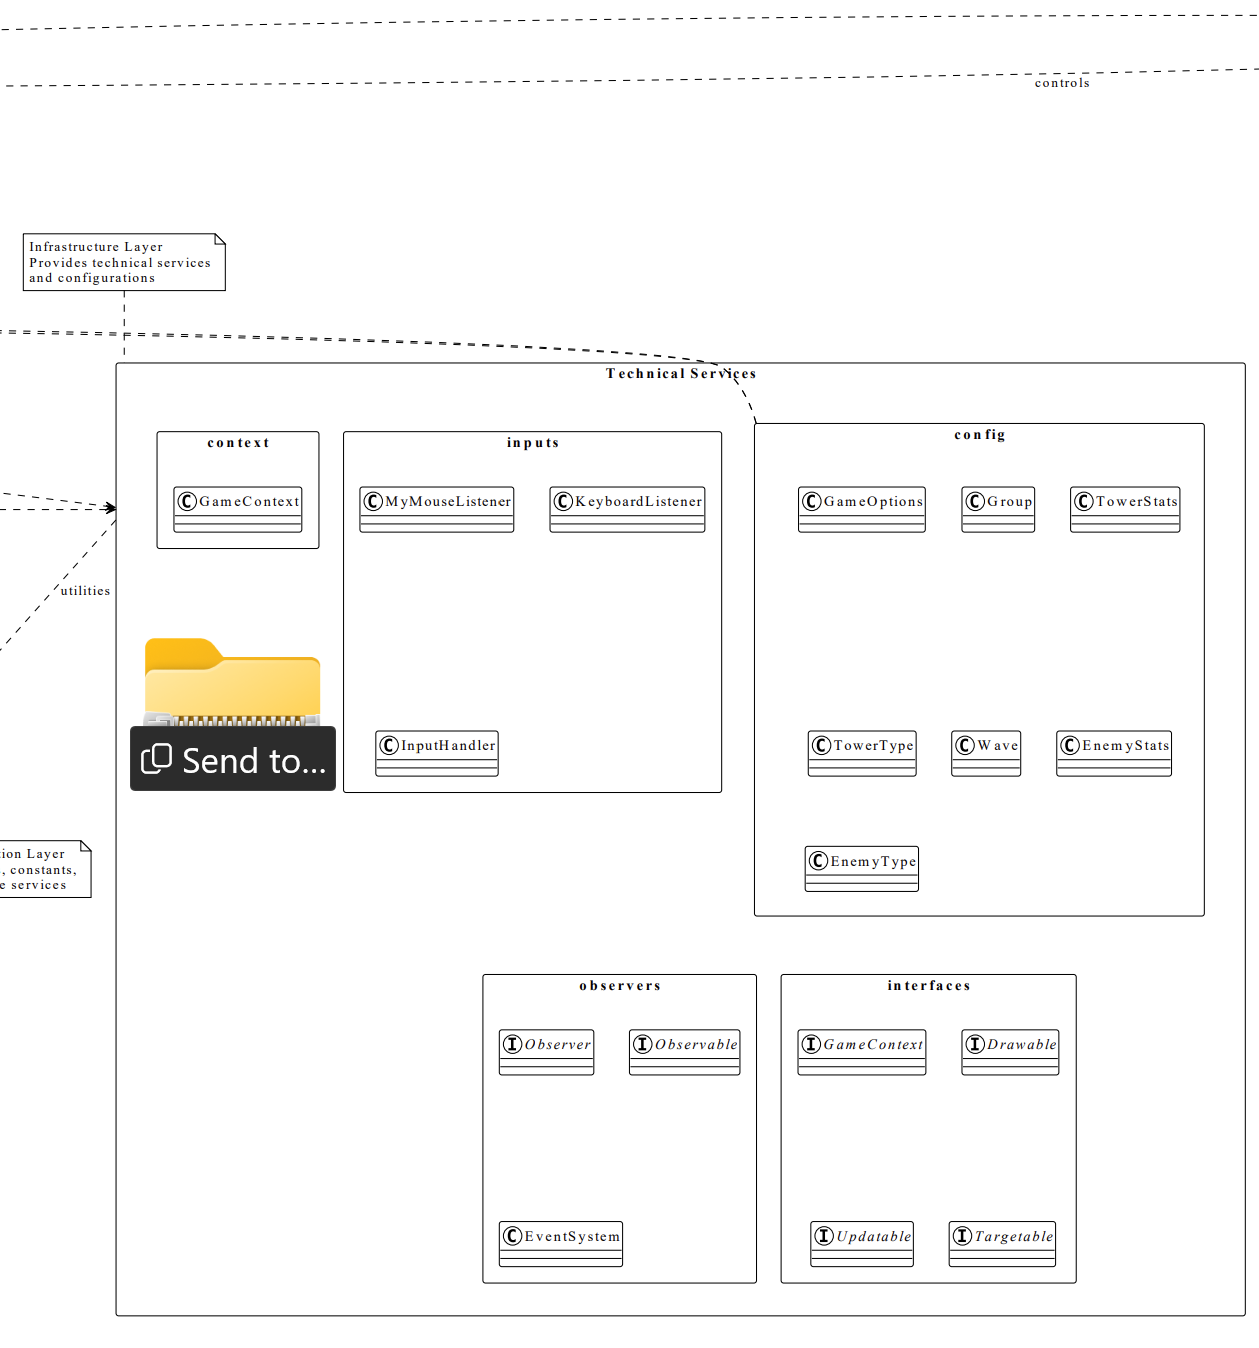 controls
Infrastructure Layer
Provides technical services
and configurations
Technical Services
context
C GameContext
inputs
C MyMouseListener
C KeyboardListener
C InputHandler
config
C GameOptions
C Group
C TowerStats
C TowerType
C Wave
C EnemyStats
C EnemyType
utilities
Send to...
ion Layer
, constants,
e services
observers
I Observer
I Observable
C EventSystem
interfaces
I GameContext
I Drawable
I Updatable
I Targetable